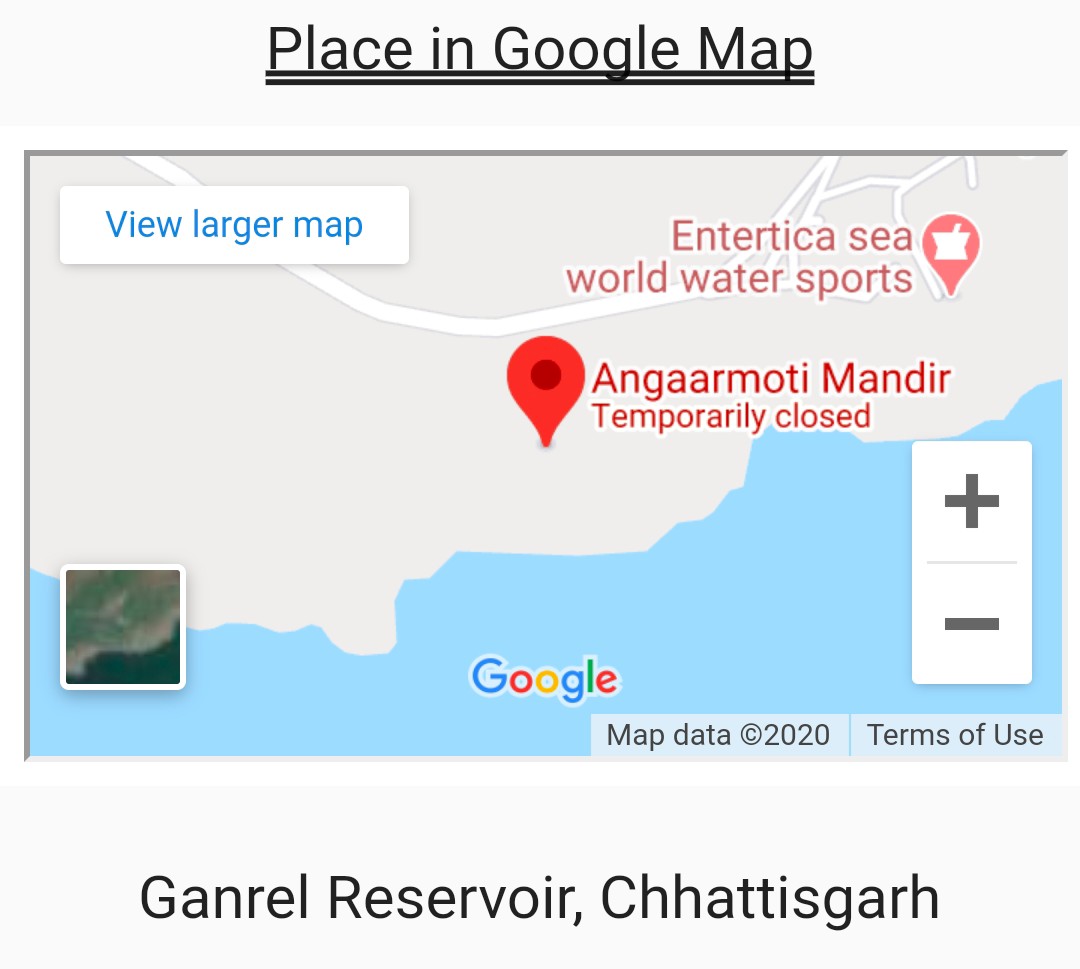 Place in Google Map
View larger map
Entertica sea
world water sports
Angaarmoti Mandir
Temporarily closed
Google
Map data ©2020
Terms of Use
Ganrel Reservoir, Chhattisgarh